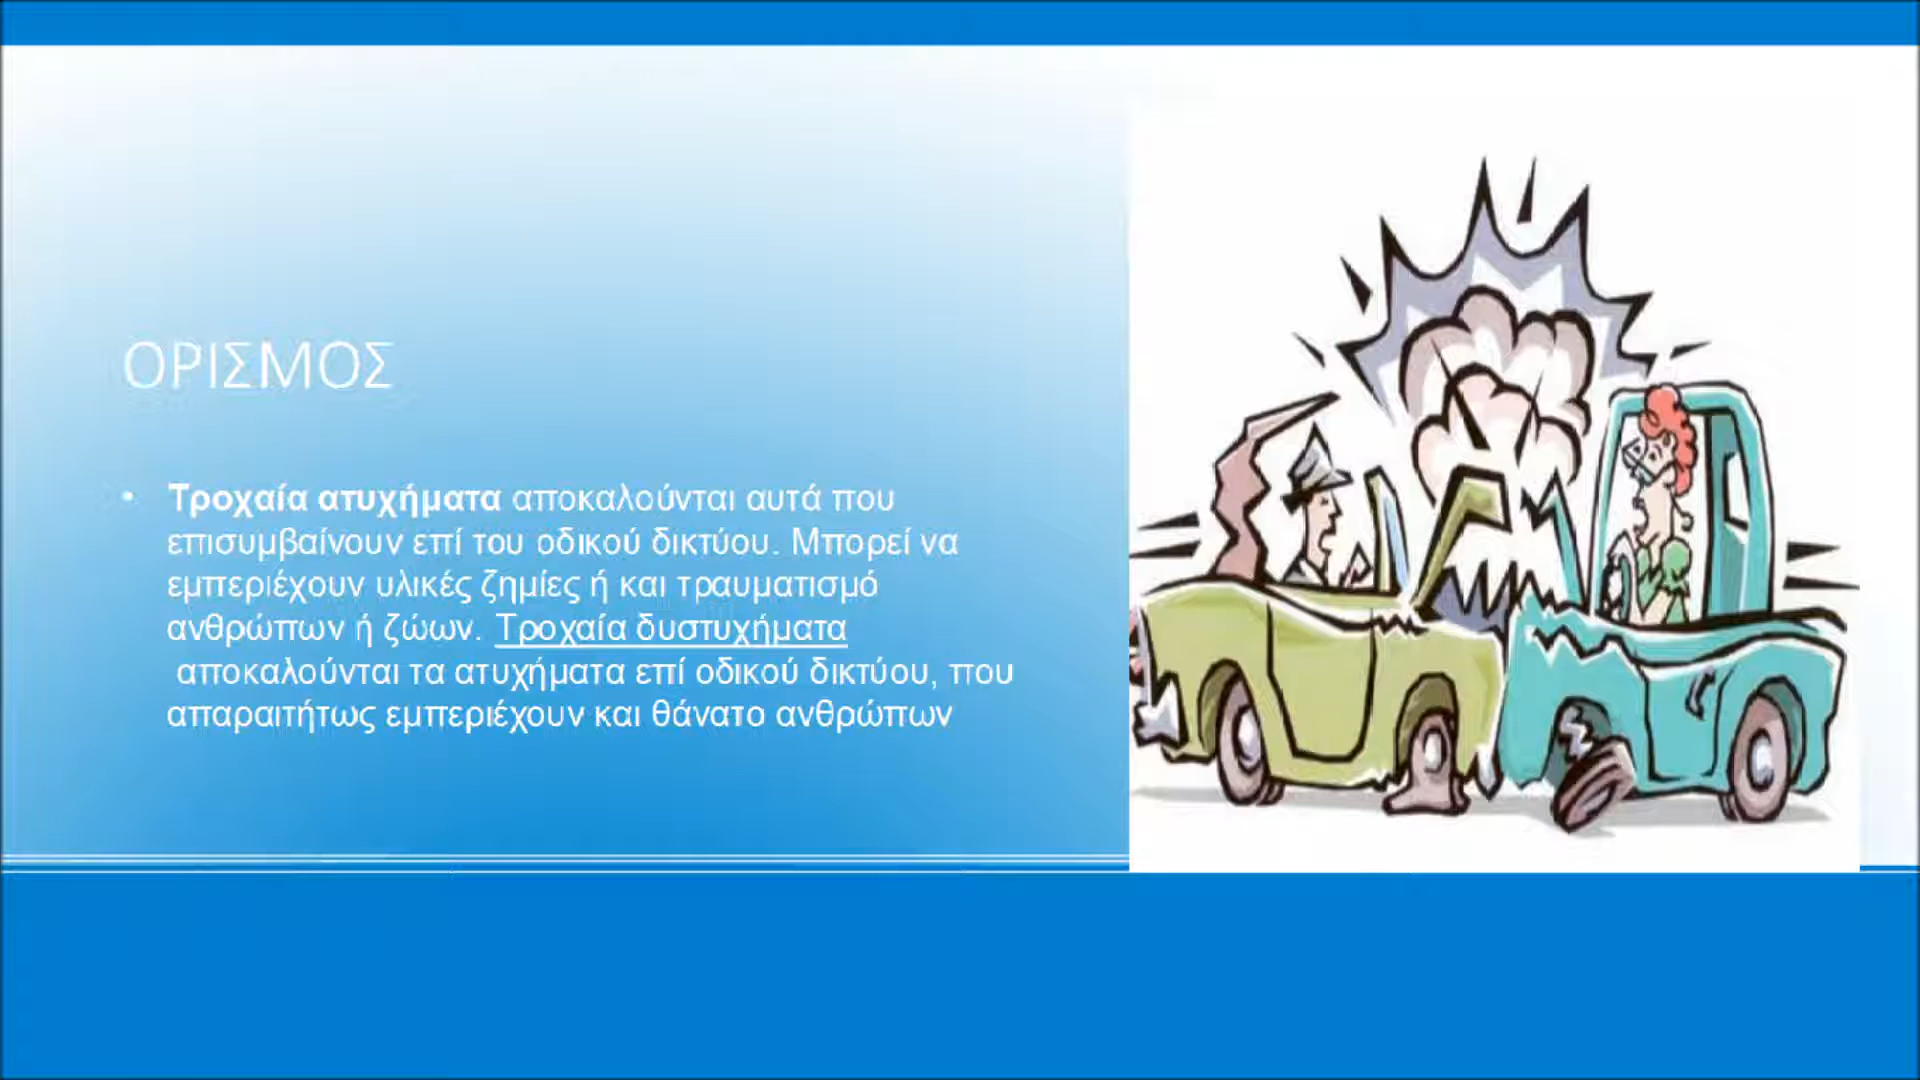 ΟΡΙΣΜΟΣ
• Τροχαία ατυχήματα αποκαλούνται αυτά που
επισυμβαίνουν επί του οδικού δικτύου. Μπορεί να
εμπεριέχουν υλικές ζημίες ή και τραυματισμό
ανθρώπων ή ζώων. Τροχαία δυστυχήματα
αποκαλούνται τα ατυχήματα επί οδικού δικτύου, που
απαραιτήτως εμπεριέχουν και θάνατο ανθρώπων